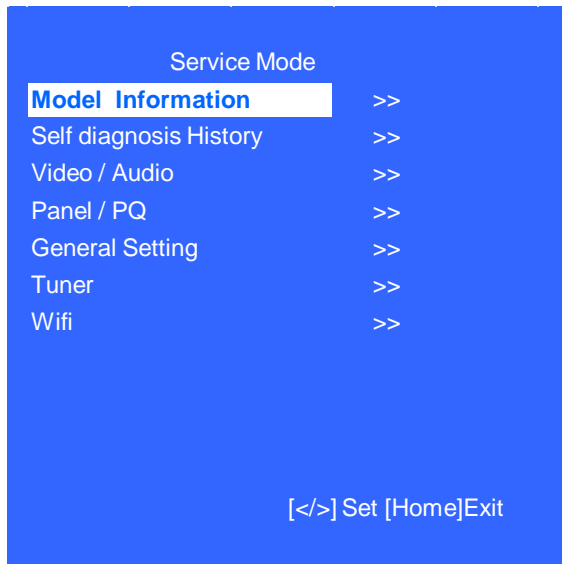 Service Mode
Model Information >>
Self diagnosis History >>
Video / Audio >>
Panel / PQ >>
General Setting >>
Tuner >>
Wifi >>
[</>] Set [Home]Exit